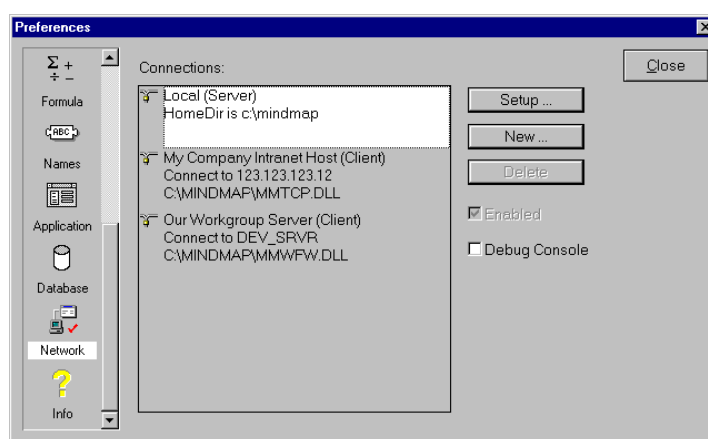 Preferences
Σ +
÷ −
Formula
ABC
Names
Application
Database
Network
?
Info
Connections:
Local (Server)
HomeDir is c:\mindmap
My Company Intranet Host (Client)
Connect to 123.123.123.12
C:\MINDMAP\MMTCP.DLL
Our Workgroup Server (Client)
Connect to DEV_SRVR
C:\MINDMAP\MMWFW.DLL
Setup ...
New ...
Delete
Enabled
Debug Console
Close